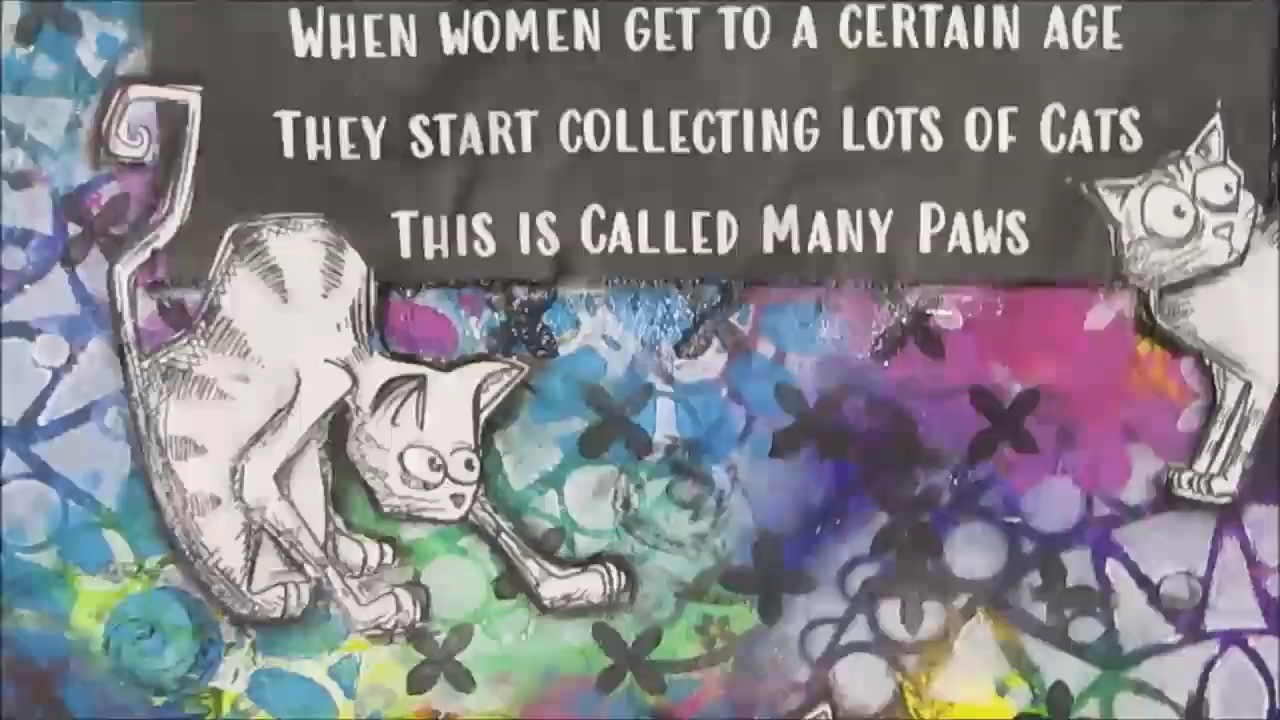 When women get to a certain age
They start collecting lots of Cats
This is Called Many Paws